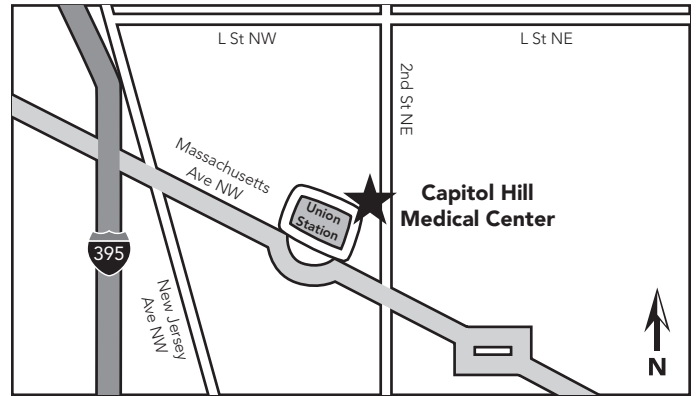 L St NW
L St NE
2nd St NE
Massachusetts
Ave NW
Capitol Hill
Medical Center
Union
Station
395
New Jersey
Ave NW
N